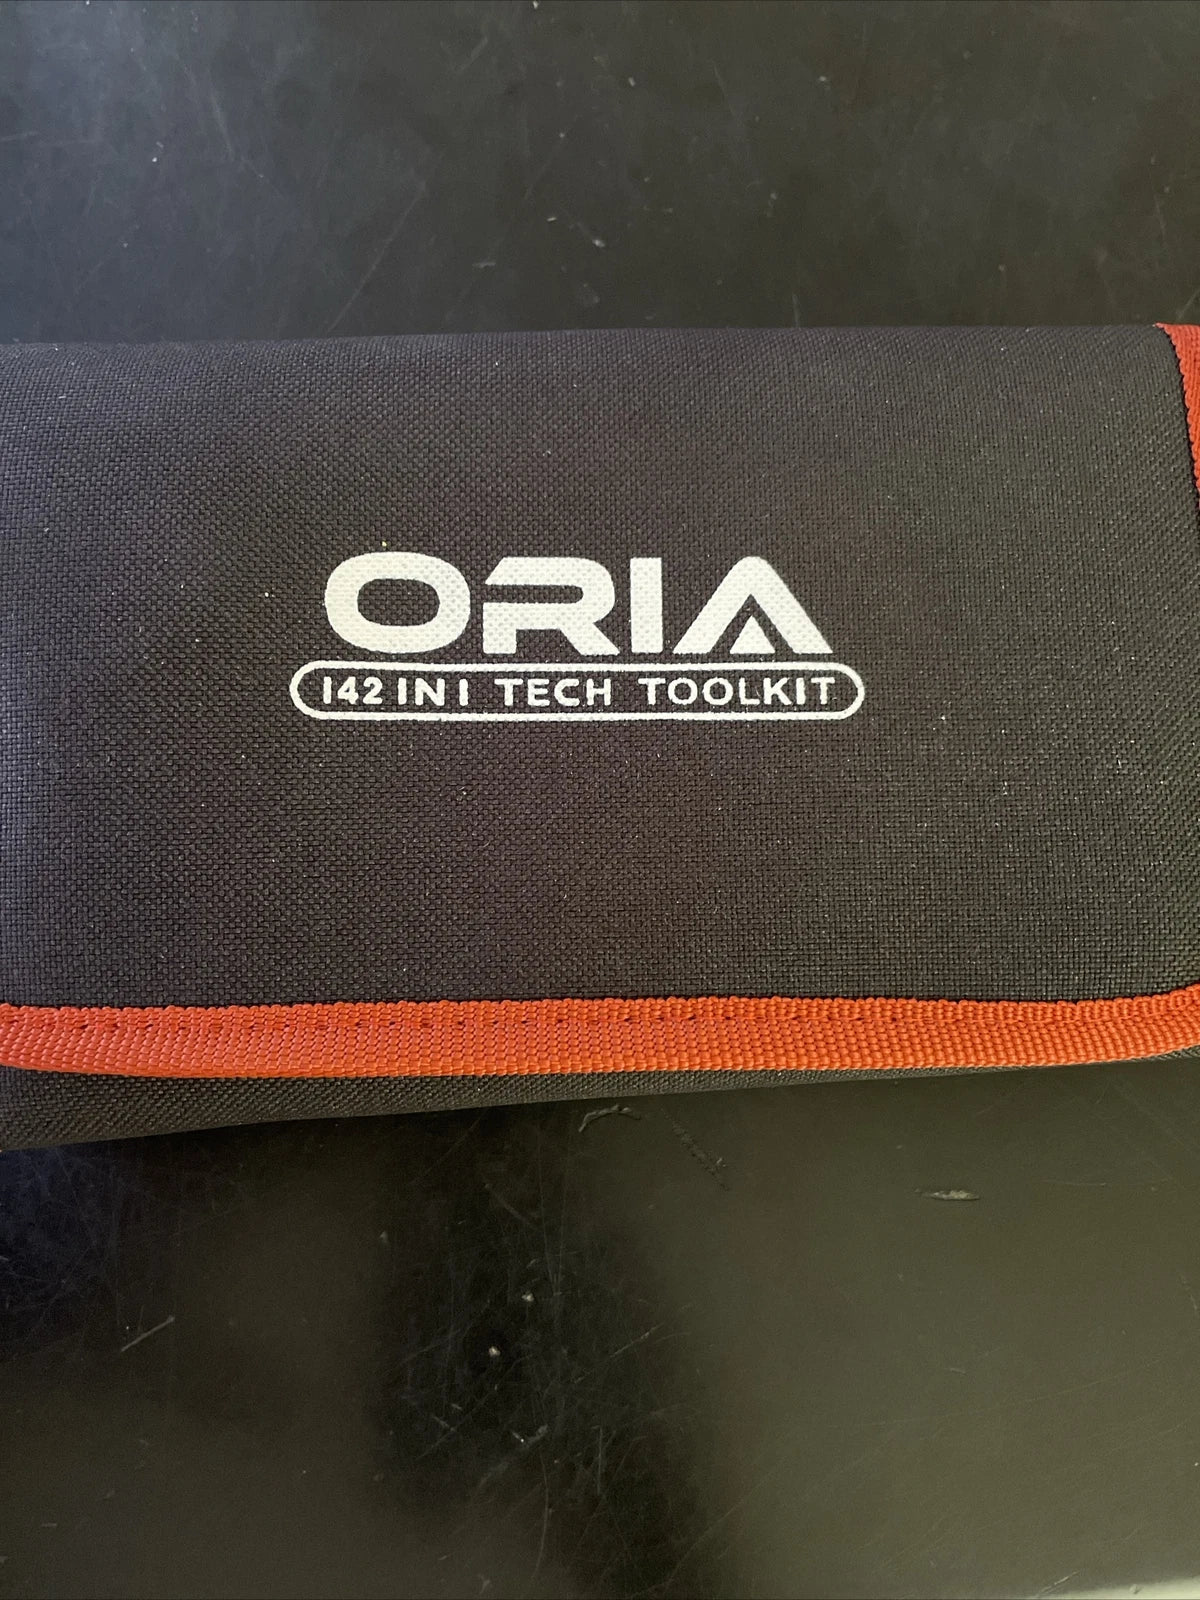 ORIA
142 IN 1 TECH TOOLKIT